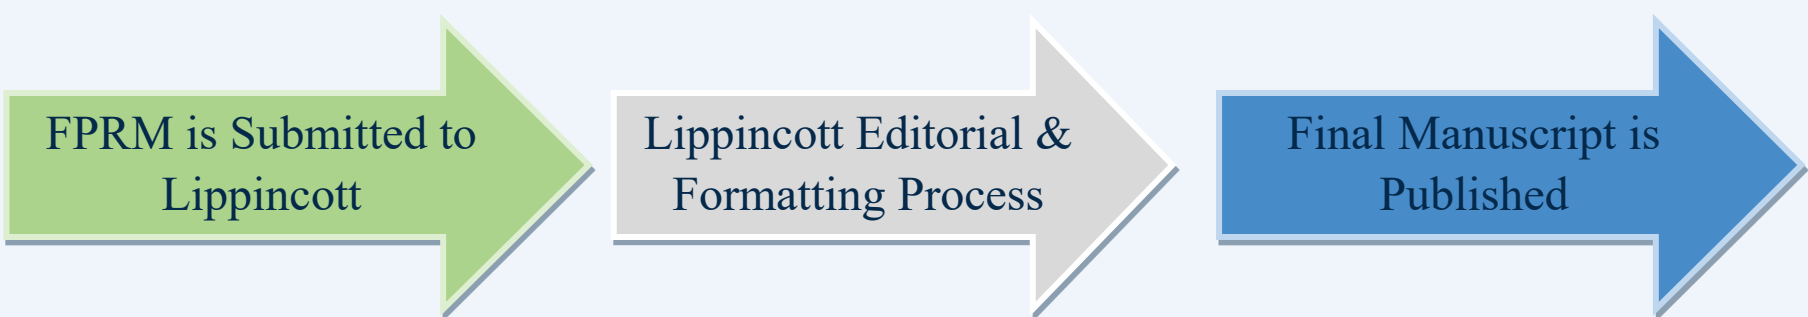 FPRM is Submitted to
Lippincott
Lippincott Editorial &
Formatting Process
Final Manuscript is
Published